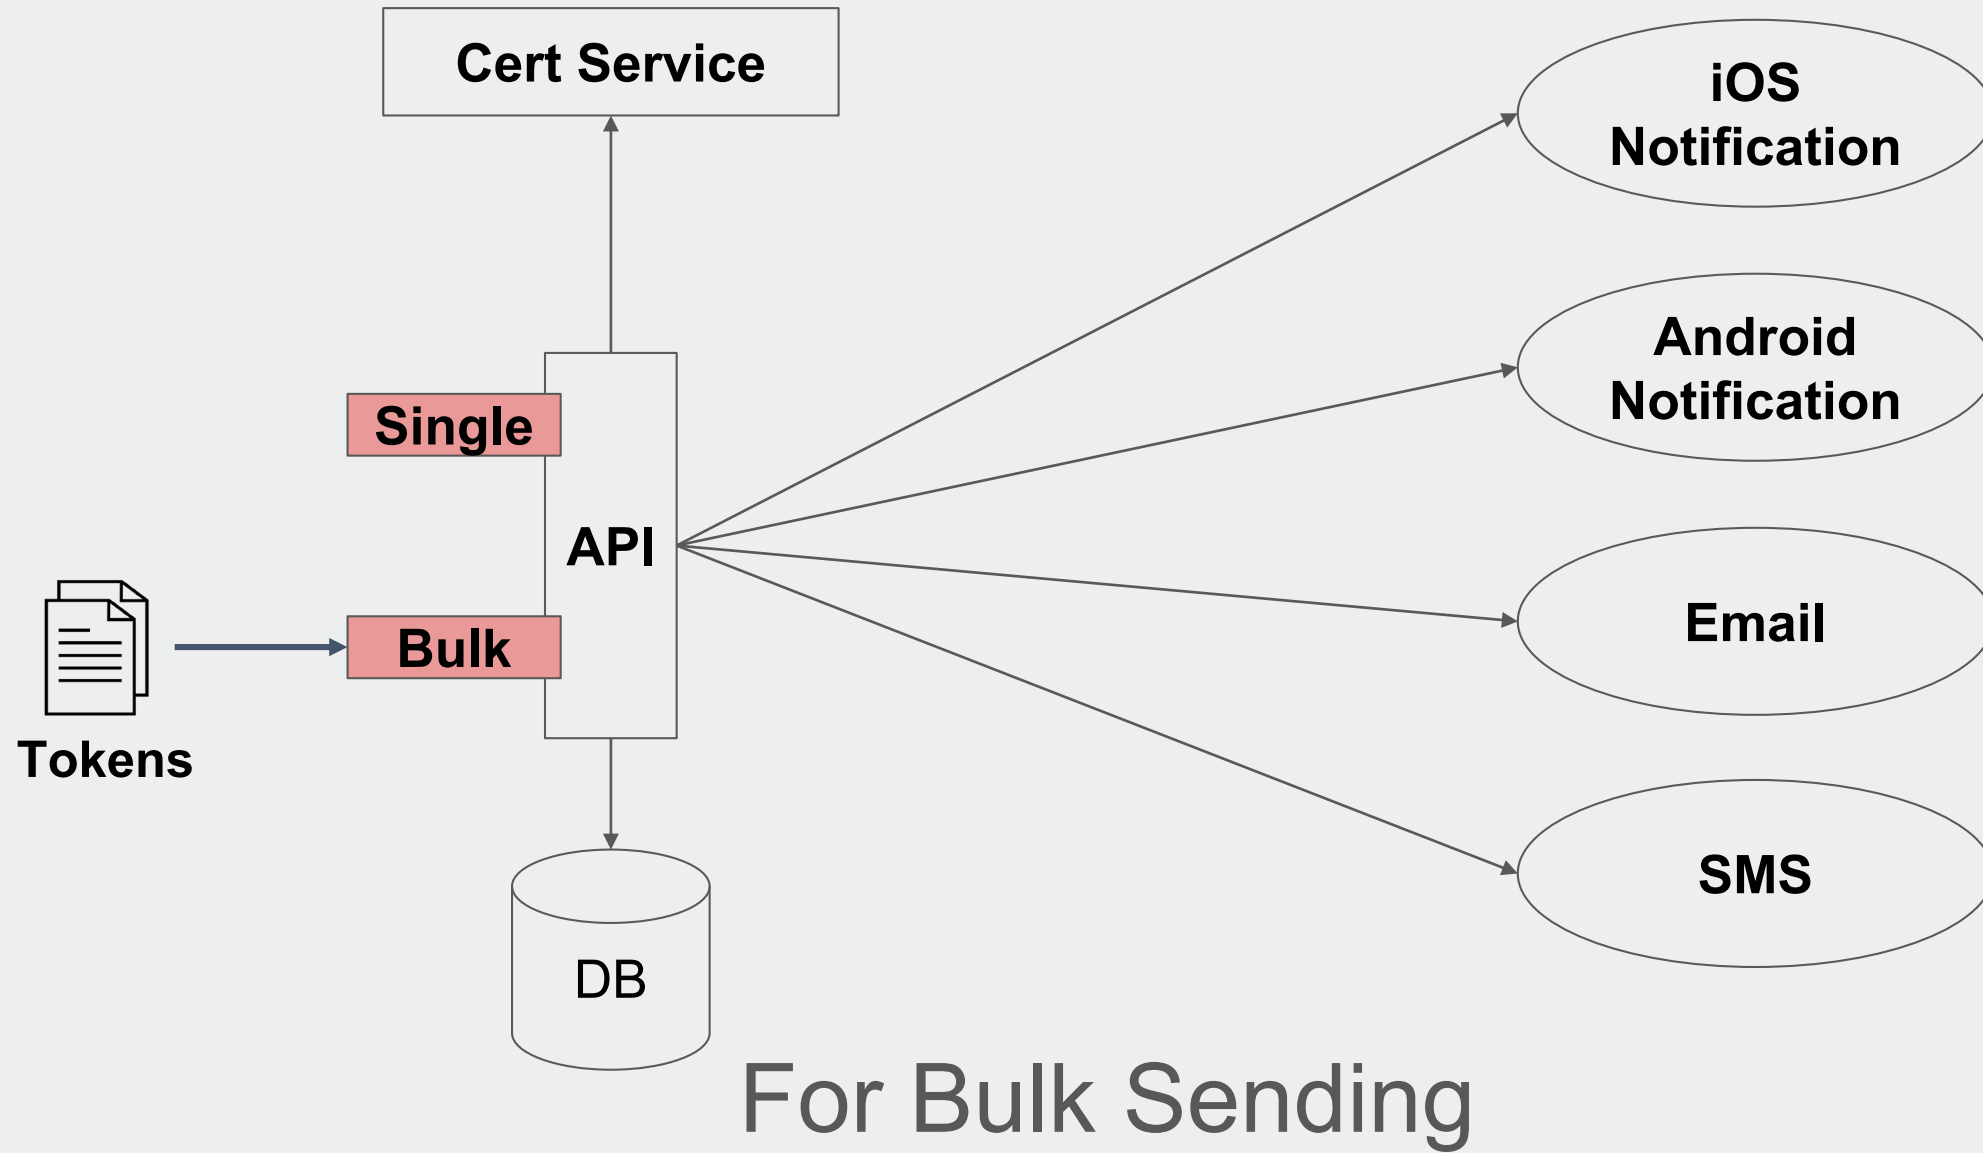 Cert Service
iOS
Notification
Android
Notification
Single
API
Bulk
Email
Tokens
SMS
DB
For Bulk Sending